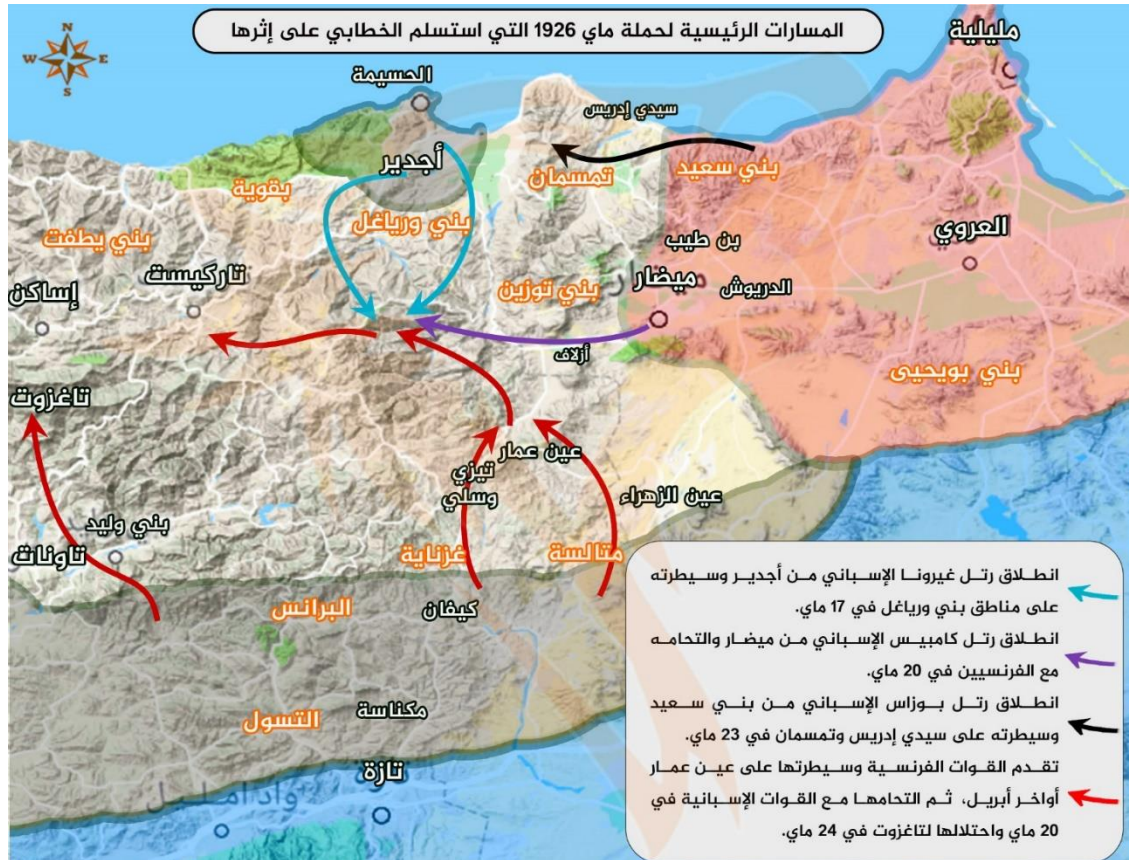 المسارات الرئيسية لحملة ماي 1926 التي استسلم الخطابي على إثرها
N
W
E
S
مليلية
الحسيمة
سيدي إدريس
أجدير
بني سعيد
تمسمان
بقوية
بني ورياغل
العروي
بن طيب
بني يطفت
تاركيست
ميضار
الدريوش
بني توزين
إساكن
أزلاف
بني بويحيى
تاغزوت
عين عمار
تيزي
وسلي
عين الزهراء
بني وليد
تاونات
غزناية
متالسة
كيفان
البرانس
مكناسة
التسول
تازة
واد امليل
انطلاق رتل غيرونا الإسباني من أجدير وسيطرته
على مناطق بني ورياغل في 17 ماي.
انطلاق رتل كامبيس الإسباني من ميضار والتحامه
مع الفرنسيين في 20 ماي.
انطلاق رتل بوزاس الإسباني من بني سعيد
وسيطرته على سيدي إدريس وتمسمان في 23 ماي.
تقدم القوات الفرنسية وسيطرتها على عين عمار
أواخر أبريل، ثم التحامها مع القوات الإسبانية في
20 ماي واحتلالها لتاغزوت في 24 ماي.